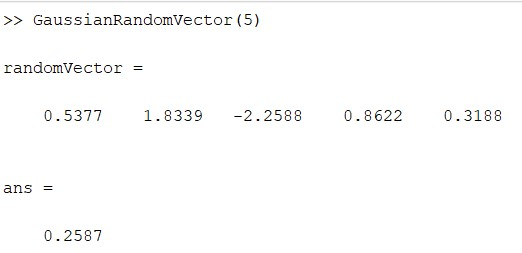 >> GaussianRandomVector(5)
randomVector =
0.5377 1.8339 -2.2588 0.8622 0.3188
ans =
0.2587